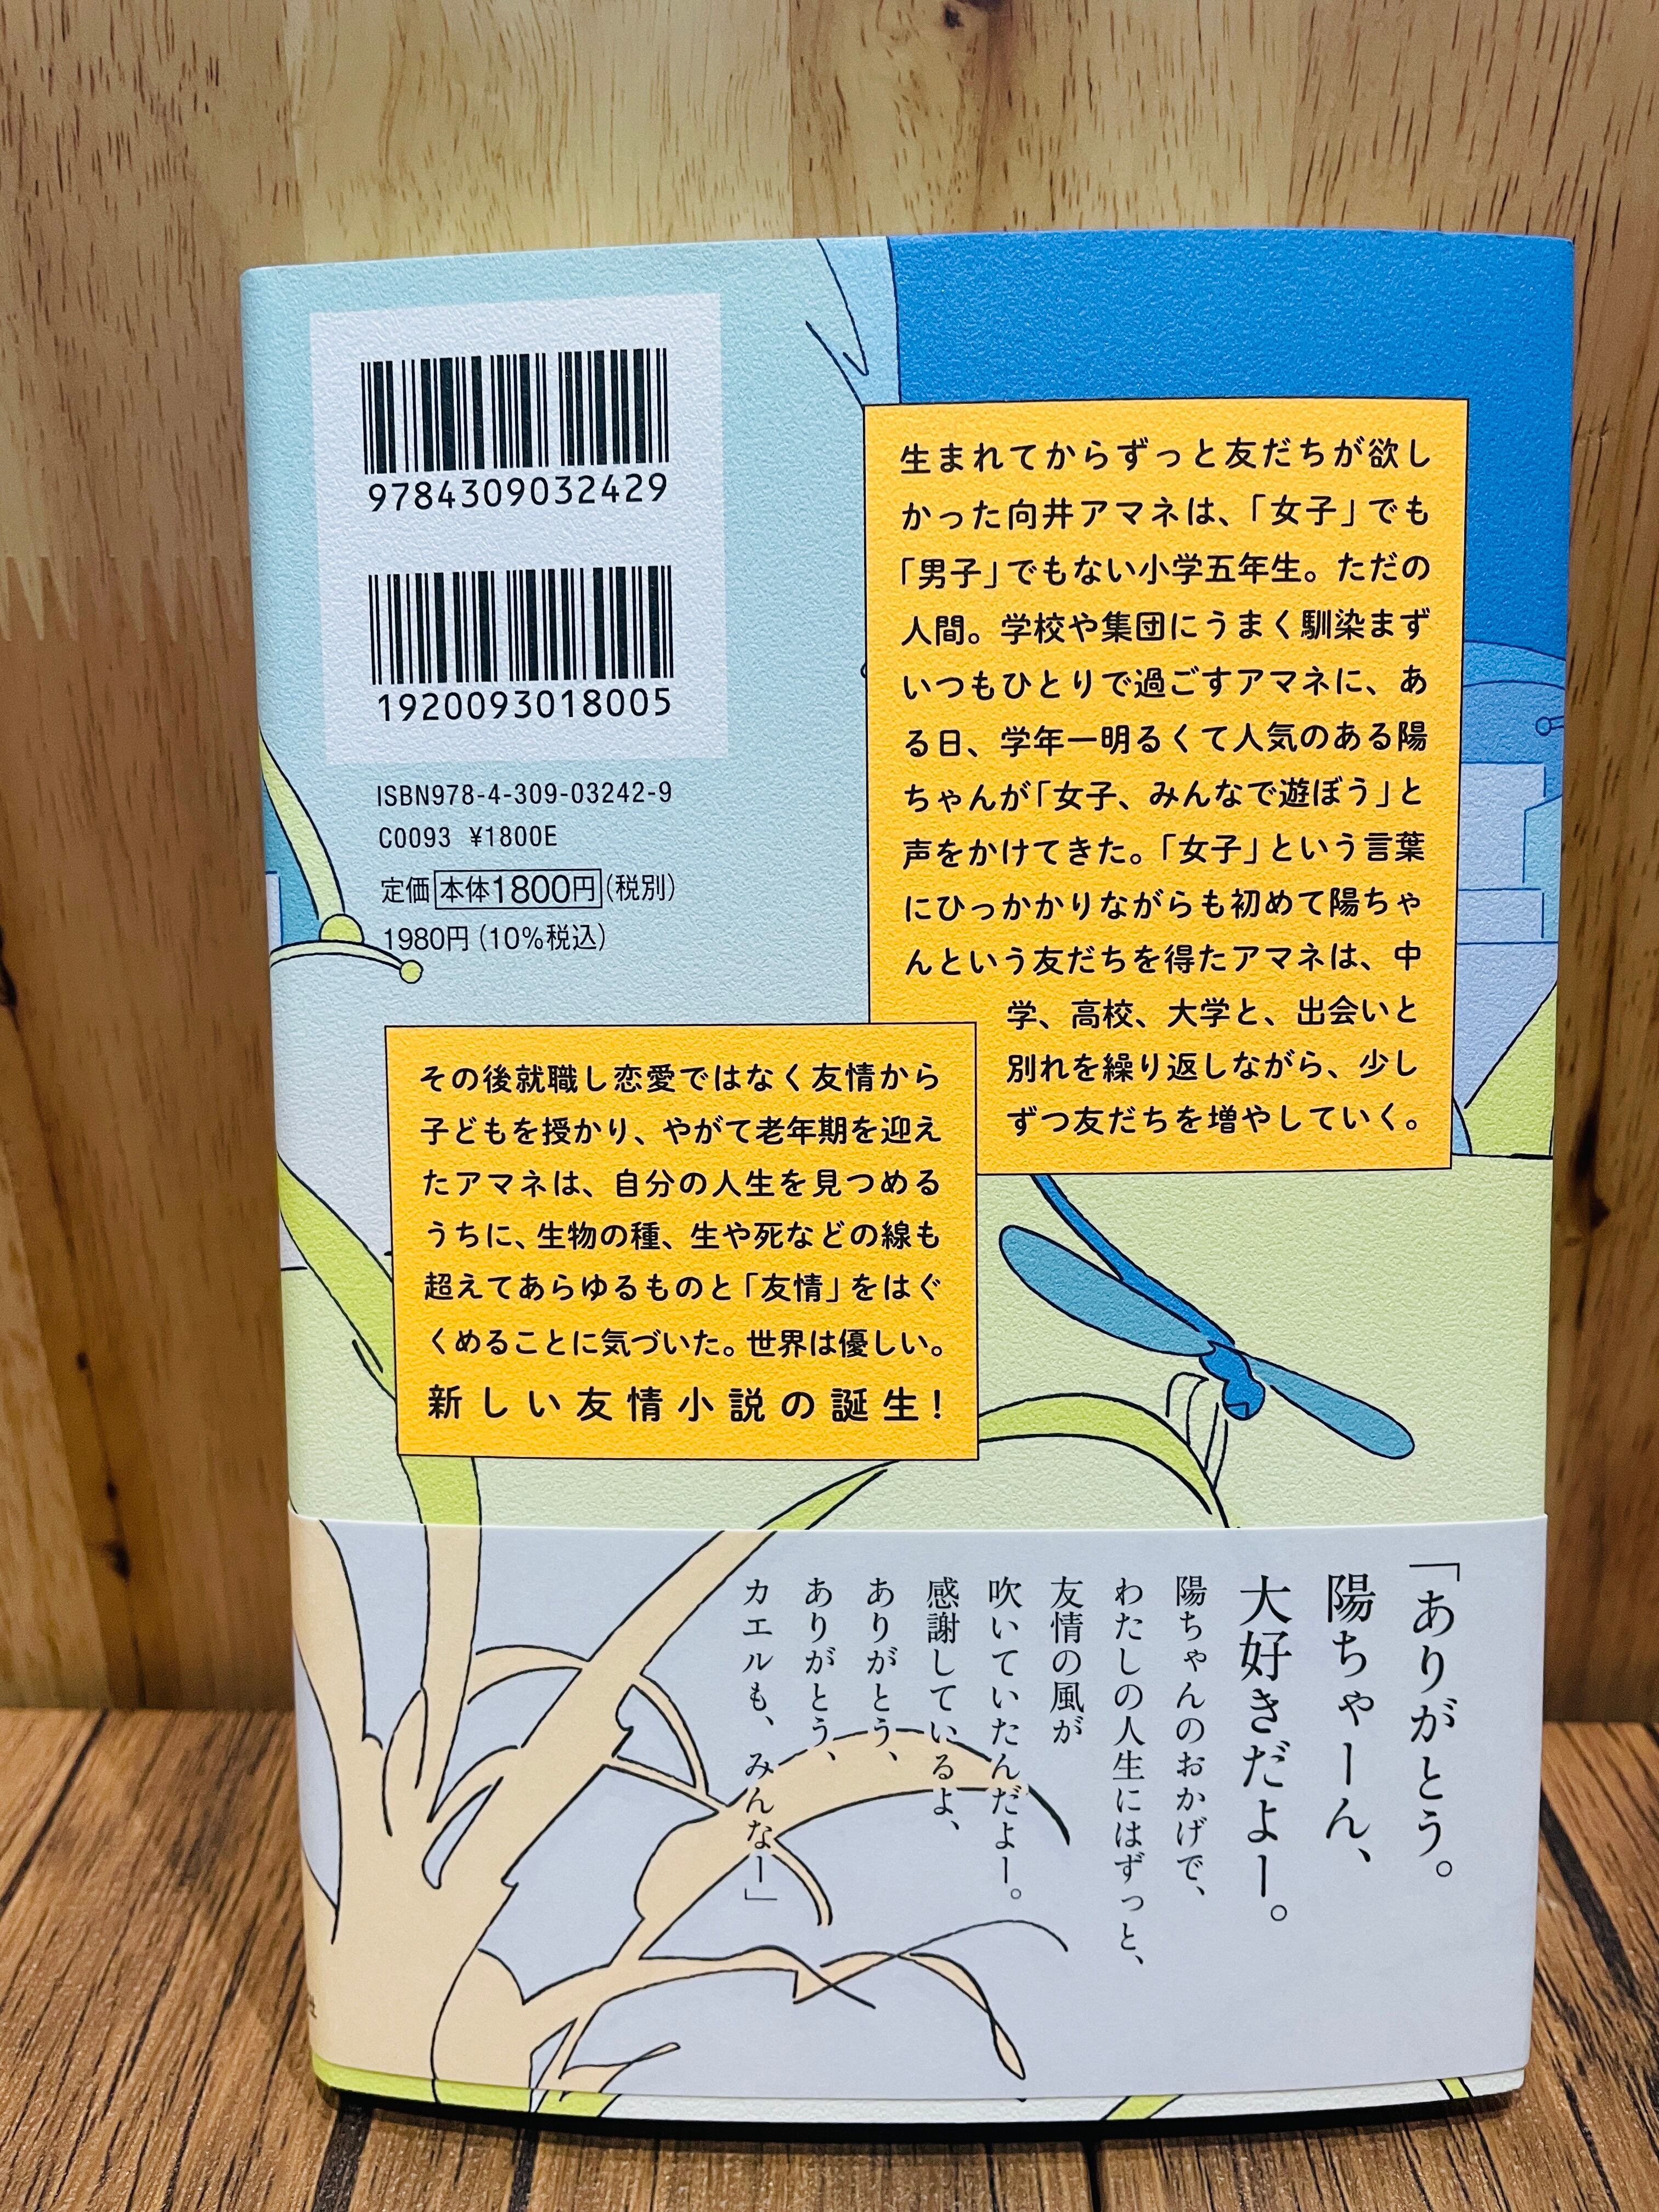 9784309032429
1920093018005
ISBN978-4-309-03242-9
C0093 ¥1800E
定価 本体1800円 (税別)
1980円 (10%税込)
生まれてからずっと友だちが欲し
かった向井アマネは、「女子」でも
「男子」でもない小学五年生。ただの
人間。学校や集団にうまく馴染まず
いつもひとりで過ごすアマネに、あ
る日、学年一明るくて人気のある陽
ちゃんが「女子、みんなで遊ぼう」と
声をかけてきた。「女子」という言葉
にひっかかりながらも初めて陽ちゃ
んという友だちを得たアマネは、中
学、高校、大学と、出会いと
別れを繰り返しながら、少し
ずつ友だちを増やしていく。
その後就職し恋愛ではなく友情から
子どもを授かり、やがて老年期を迎え
たアマネは、自分の人生を見つめる
うちに、生物の種、生や死などの線も
超えてあらゆるものと「友情」をはぐ
くめることに気づいた。世界は優しい。
新しい友情小説の誕生!
「ありがとう。
陽ちゃーん、
大好きだよー。
陽ちゃんのおかげで、
わたしの人生にはずっと、
友情の風が
吹いていたんだよー。
感謝しているよ、
ありがとう、
ありがとう、
カエルも、みんなー」